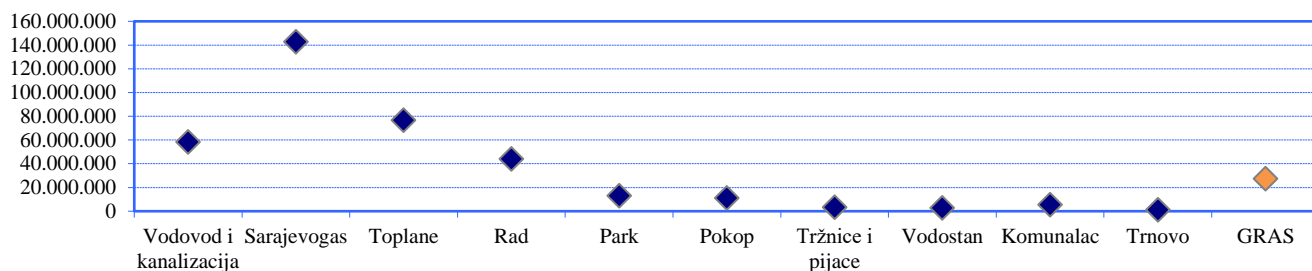 160.000.000
140.000.000
120.000.000
100.000.000
80.000.000
60.000.000
40.000.000
20.000.000
0
Vodovod i kanalizacija
Sarajevogas
Toplane
Rad
Park
Pokop
Tržnice i pijace
Vodostan
Komunalac
Trnovo
GRAS